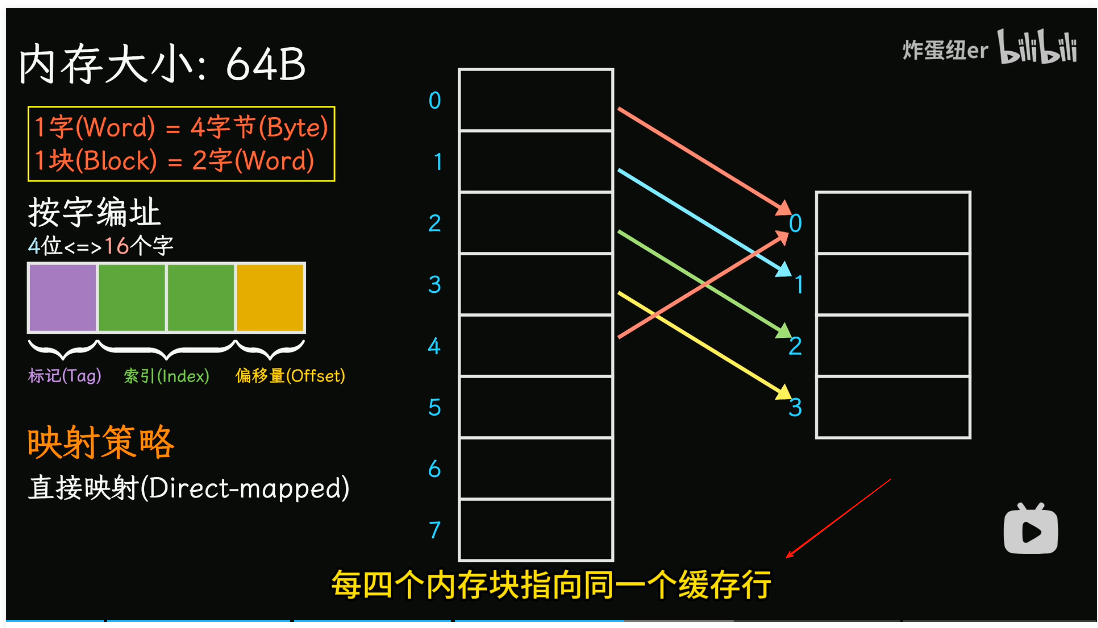 内存大小: 64B
炸蛋纽er bilibili
1字(Word) = 4字节(Byte)
1块(Block) = 2字(Word)
按字编址
4位<=>16个字
标记(Tag) 索引(Index) 偏移量(Offset)
映射策略
直接映射(Direct-mapped)
0
1
2
3
4
5
6
7
0
1
2
3
每四个内存块指向同一个缓存行